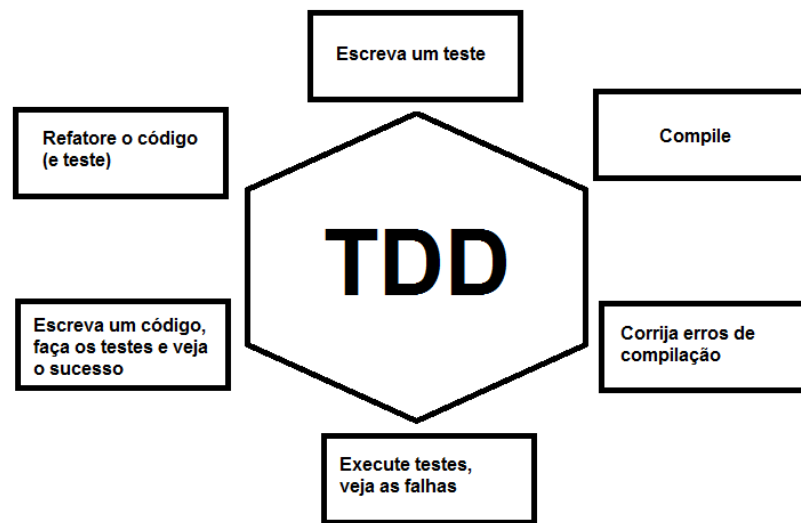 Escreva um teste
Compile
Refatore o código
(e teste)
TDD
Escreva um código,
faça os testes e veja
o sucesso
Corrija erros de
compilação
Execute testes,
veja as falhas